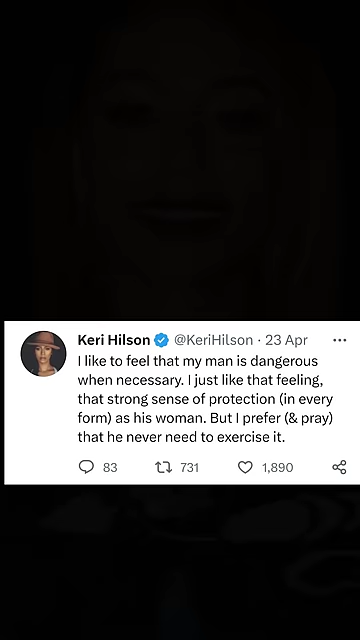 Keri Hilson @KeriHilson · 23 Apr
I like to feel that my man is dangerous
when necessary. I just like that feeling,
that strong sense of protection (in every
form) as his woman. But I prefer (& pray)
that he never need to exercise it.
83 731 1,890